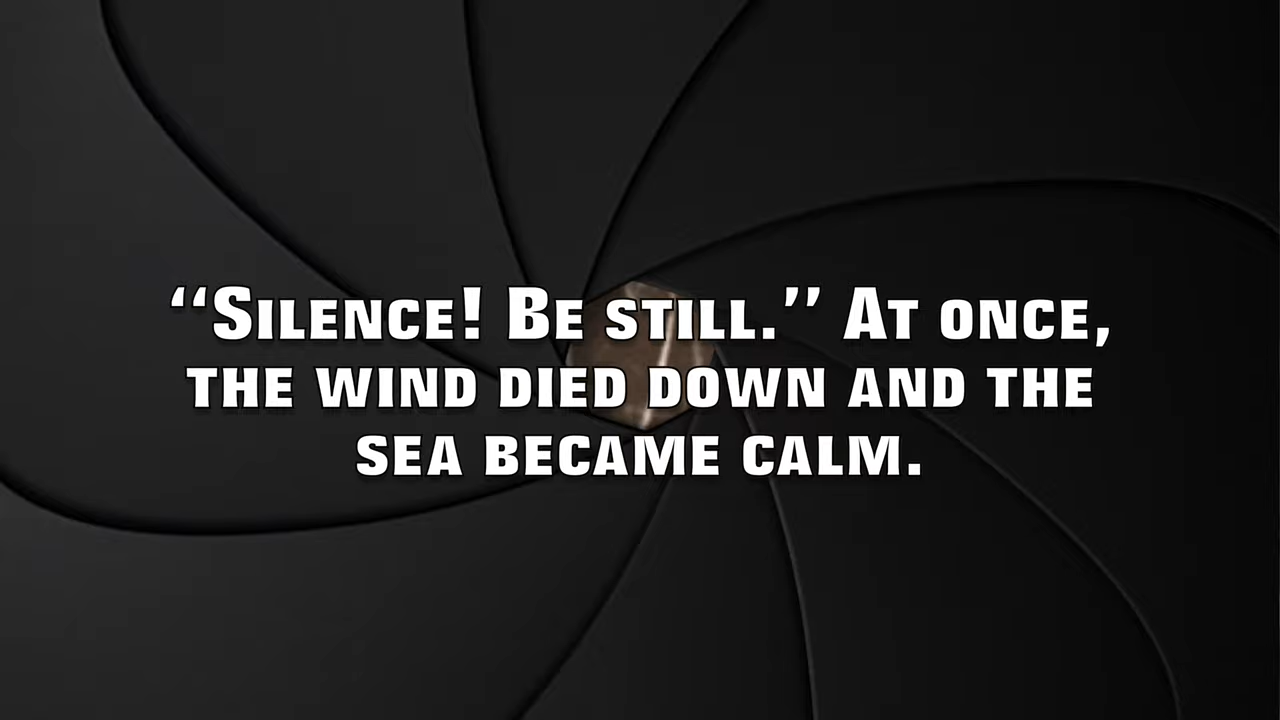 “Silence! Be still.” At once,
the wind died down and the
sea became calm.